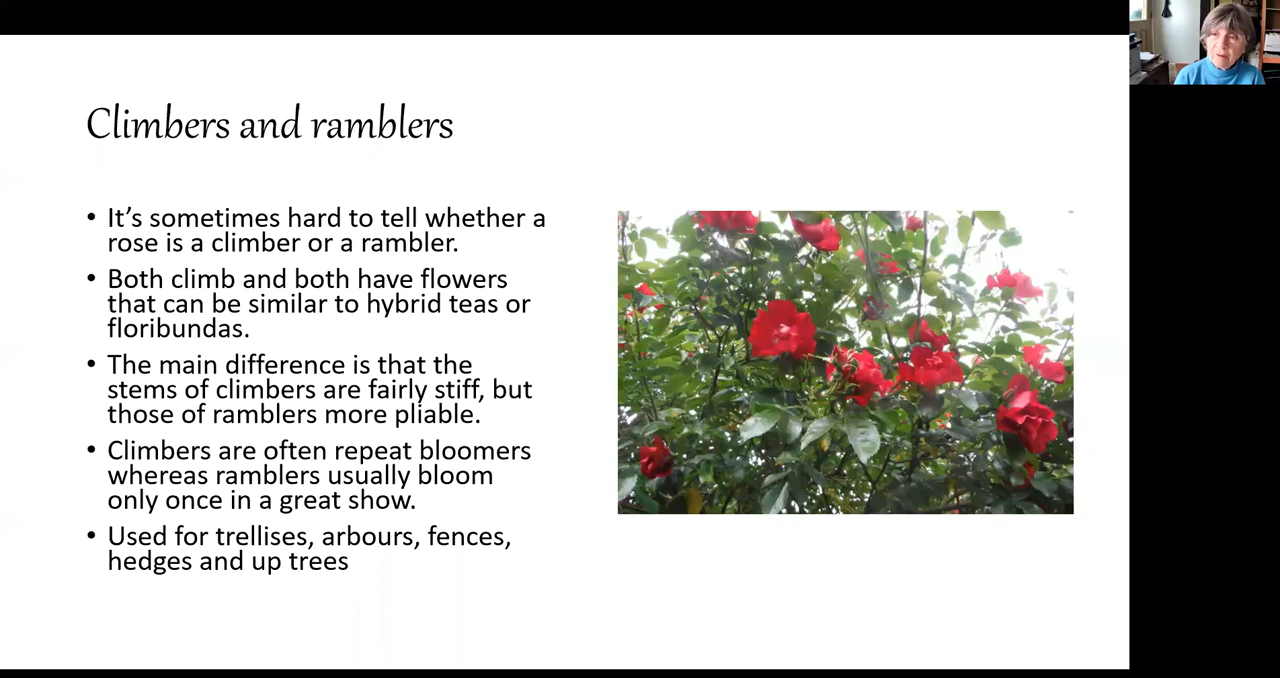 Climbers and ramblers
• It’s sometimes hard to tell whether a
rose is a climber or a rambler.
• Both climb and both have flowers
that can be similar to hybrid teas or
floribundas.
• The main difference is that the
stems of climbers are fairly stiff, but
those of ramblers more pliable.
• Climbers are often repeat bloomers
whereas ramblers usually bloom
only once in a great show.
• Used for trellises, arbours, fences,
hedges and up trees